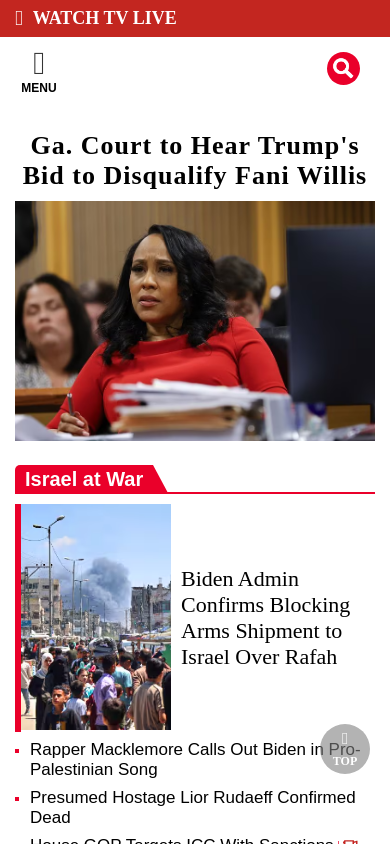 WATCH TV LIVE
MENU
Ga. Court to Hear Trump's
Bid to Disqualify Fani Willis
Israel at War
Biden Admin
Confirms Blocking
Arms Shipment to
Israel Over Rafah
Rapper Macklemore Calls Out Biden in Pro-
Palestinian Song
TOP
Presumed Hostage Lior Rudaeff Confirmed
Dead
House GOP Targets ICC With Sanctions